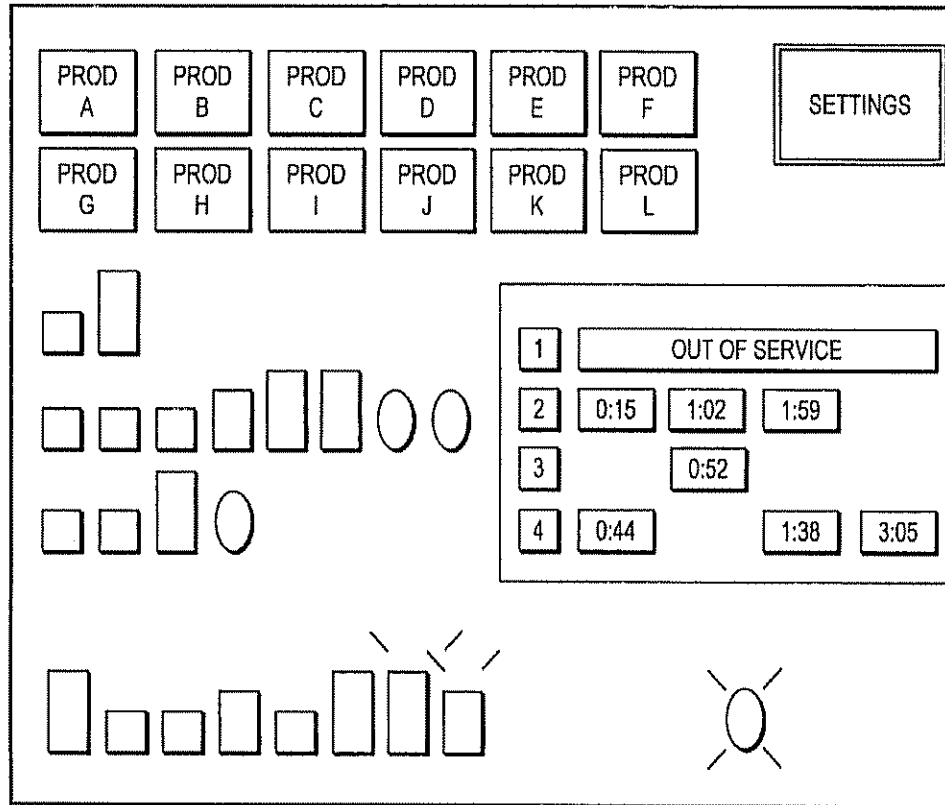 PROD A PROD B PROD C PROD D PROD E PROD F SETTINGS
PROD G PROD H PROD I PROD J PROD K PROD L
1 OUT OF SERVICE
2 0:15 1:02 1:59
3 0:52
4 0:44 1:38 3:05